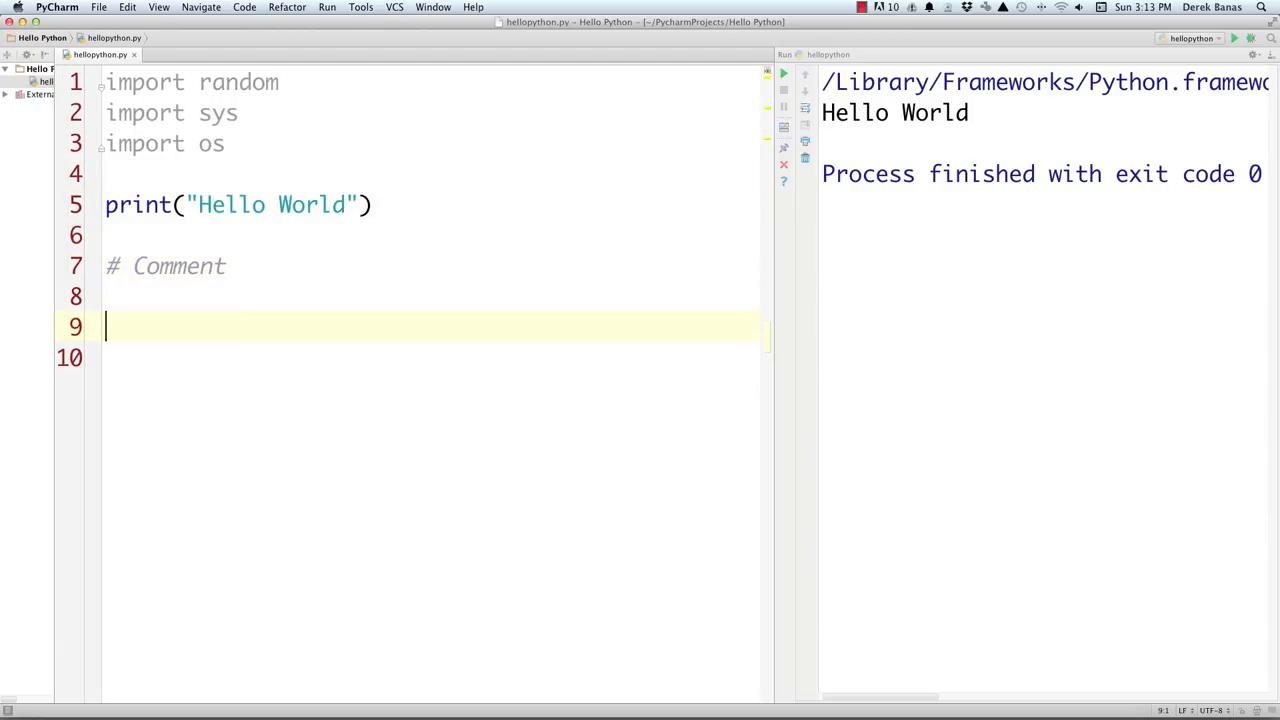 PyCharm File Edit View Navigate Code Refactor Run Tools VCS Window Help 10 Sun 3:13 PM Derek Banas
hellopython.py – Hello Python – [~/PycharmProjects/Hello Python]
Hello Python hellopython.py hellopython
hellopython.py Run hellopython
Hello P
hell
Externa
1 import random
2 import sys
3 import os
4
5 print("Hello World")
6
7 # Comment
8
9
10
/Library/Frameworks/Python.framewo
Hello World
Process finished with exit code 0
9:1 LF UTF-8